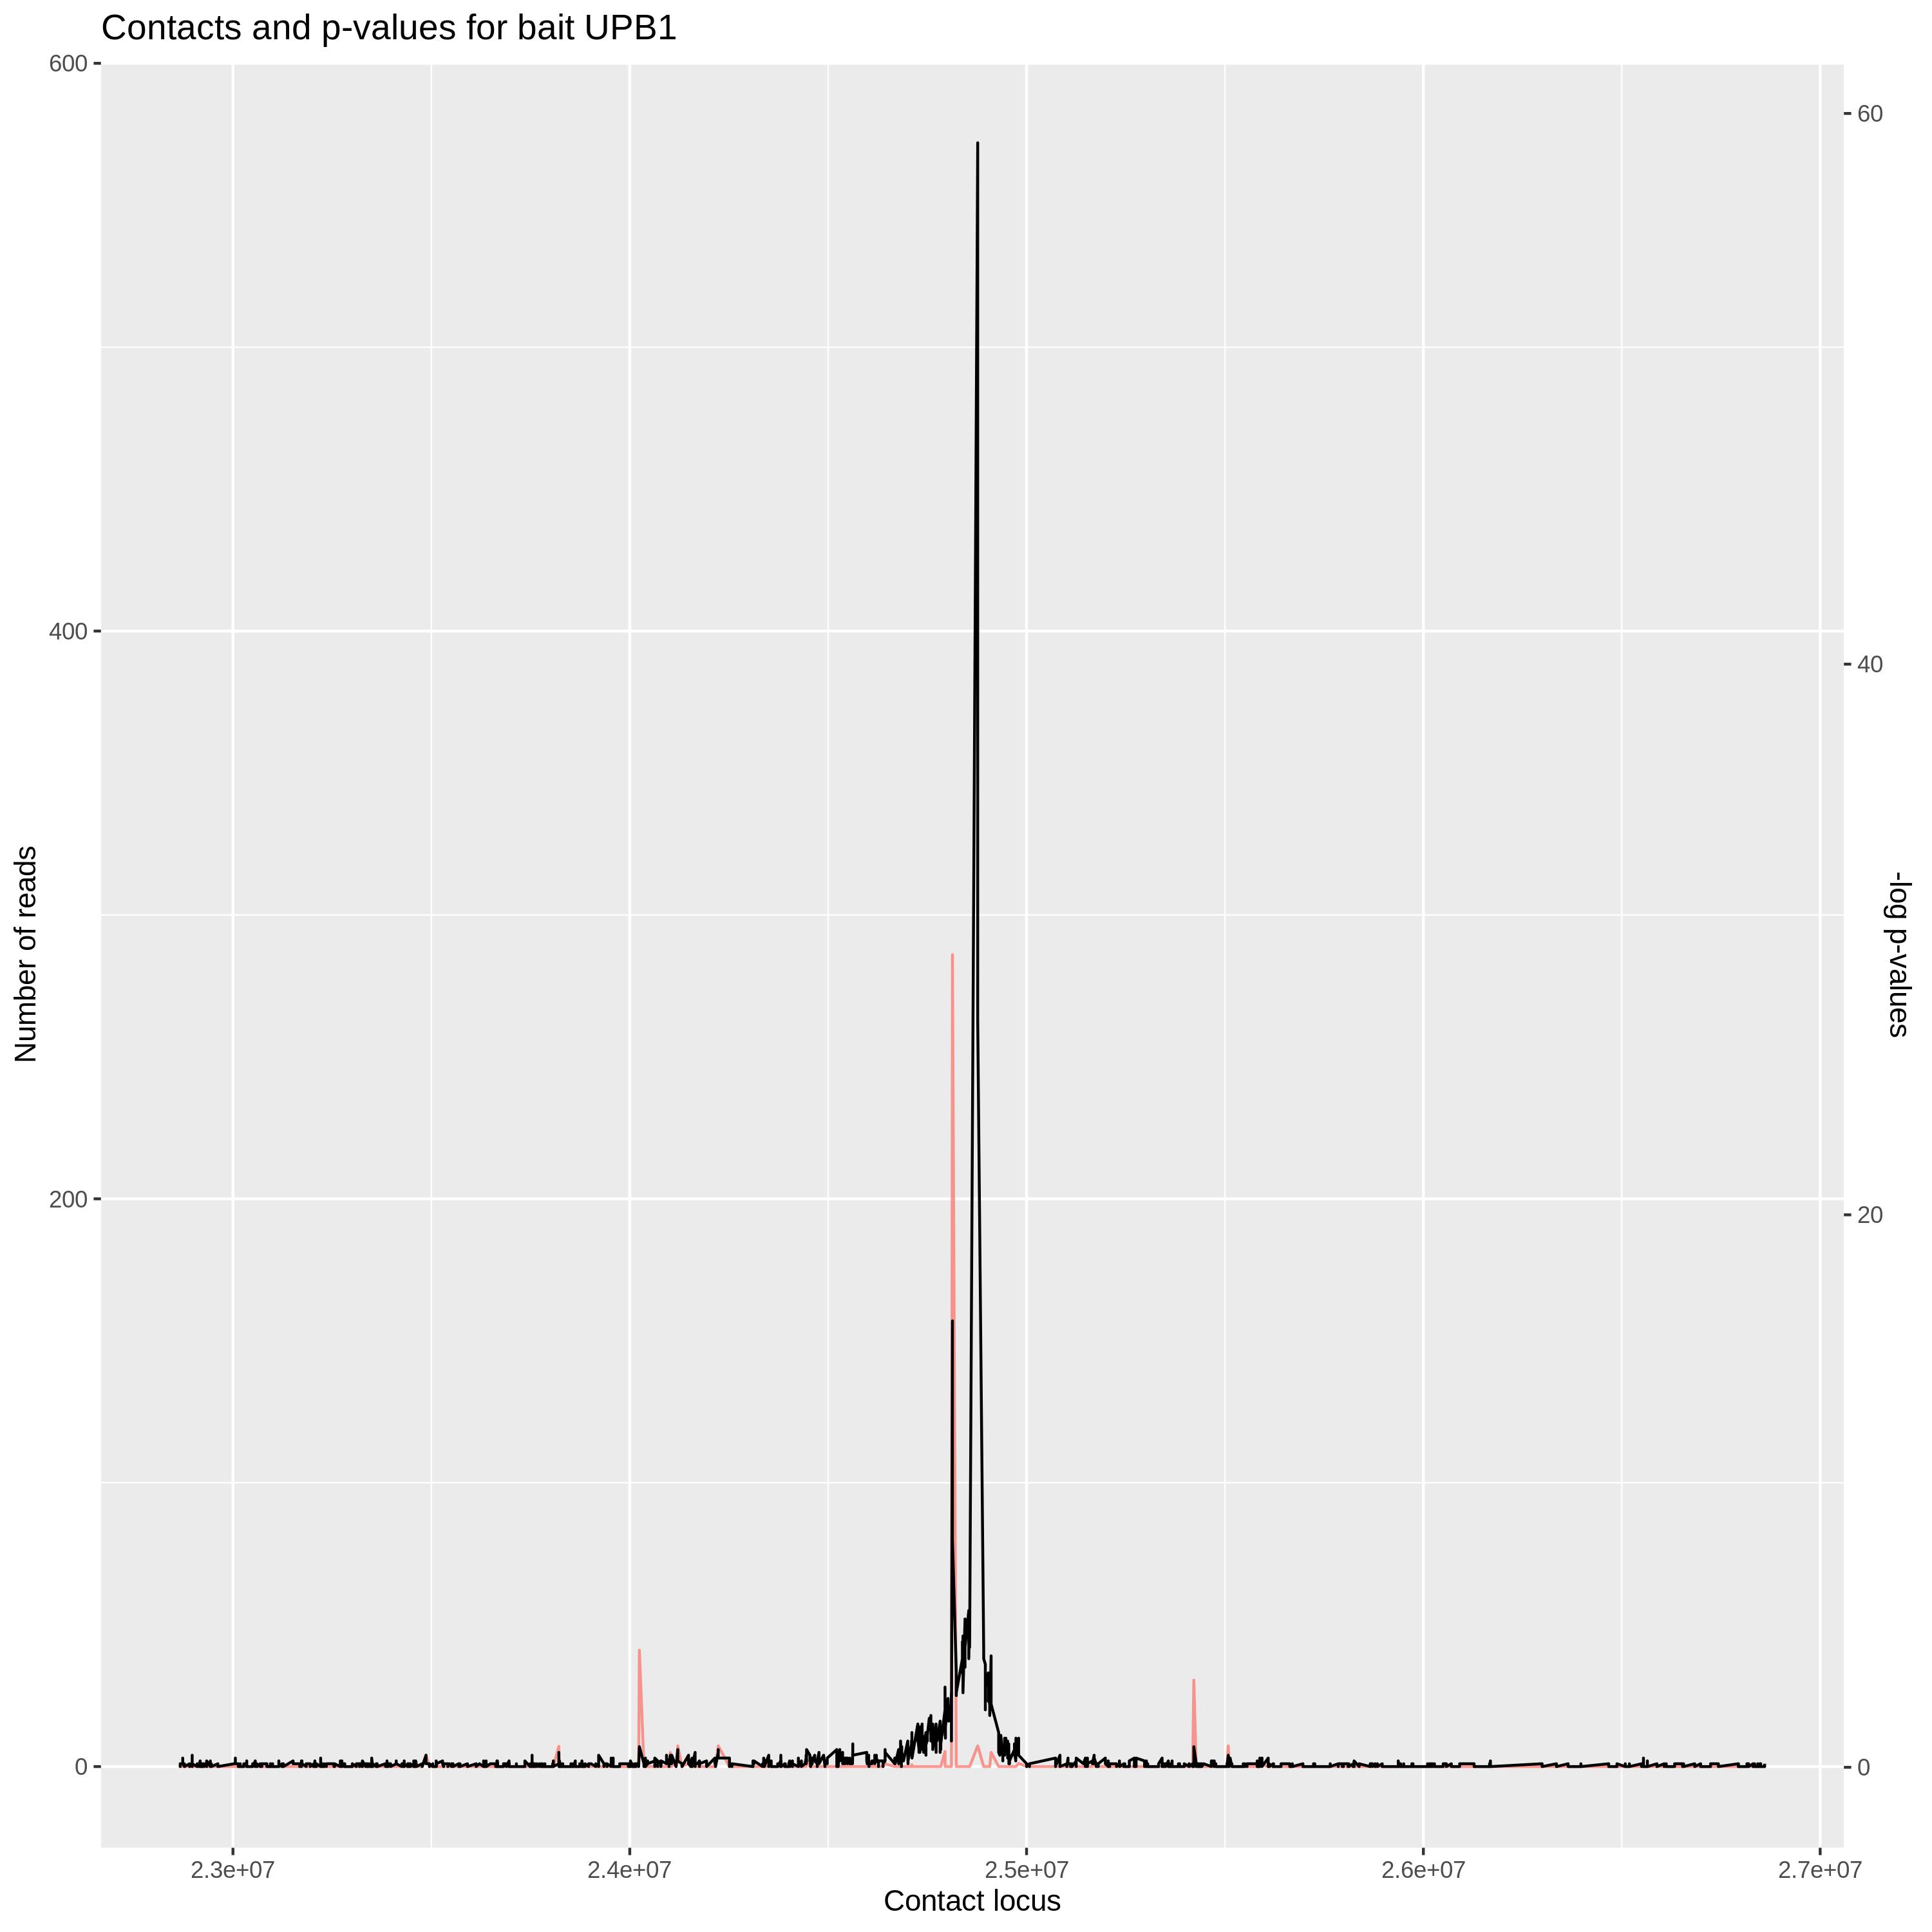 Contacts and p-values for bait UPB1
600
400
200
0
Number of reads
60
40
20
0
-log p-values
2.3e+07
2.4e+07
2.5e+07
2.6e+07
2.7e+07
Contact locus